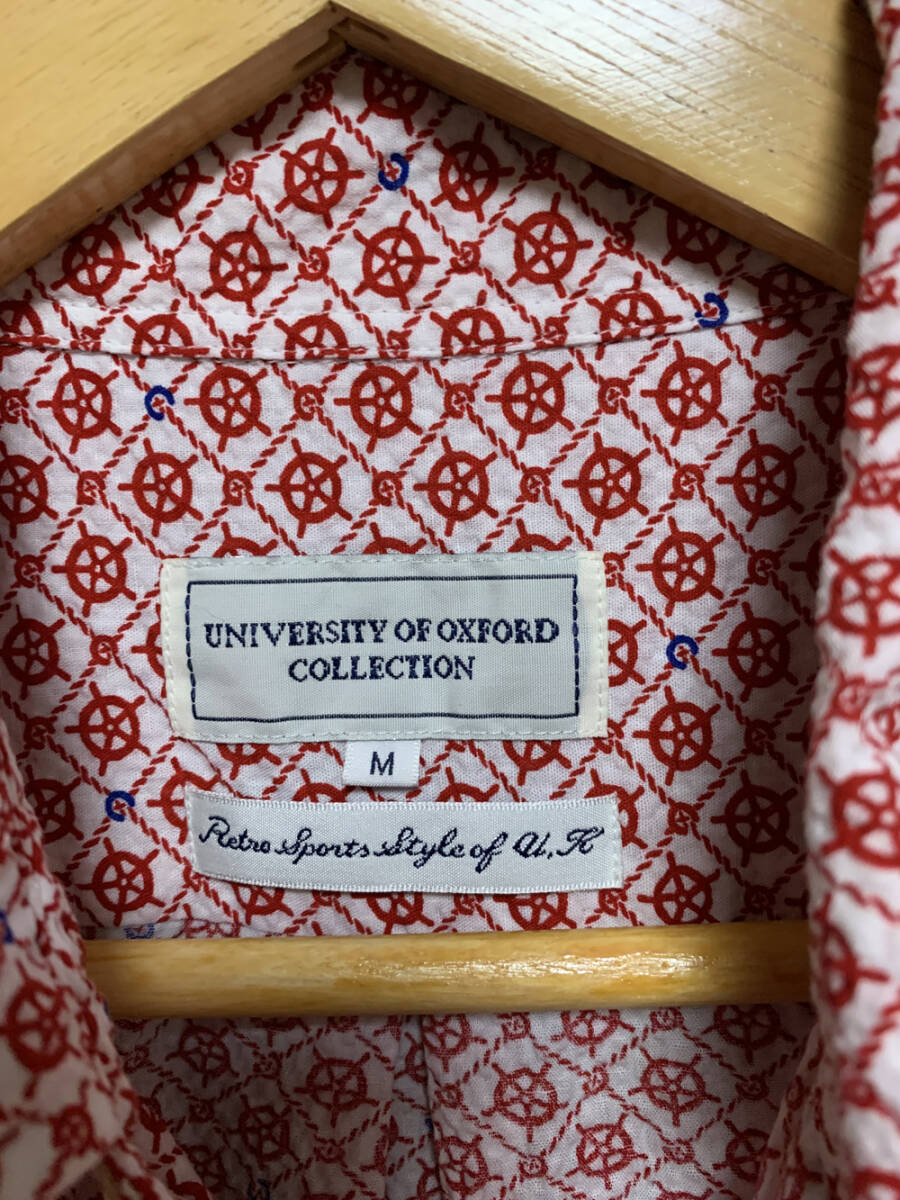 UNIVERSITY OF OXFORD
COLLECTION
M
Retro Sports Style of U.K